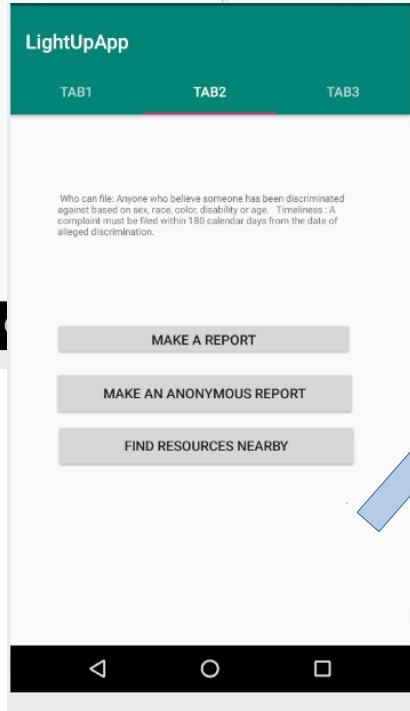 LightUpApp
TAB1 TAB2 TAB3
Who can file: Anyone who believe someone has been discriminated
against based on sex, race, color, disability or age. Timeliness : A
complaint must be filed within 180 calendar days from the date of
alleged discrimination.
MAKE A REPORT
MAKE AN ANONYMOUS REPORT
FIND RESOURCES NEARBY